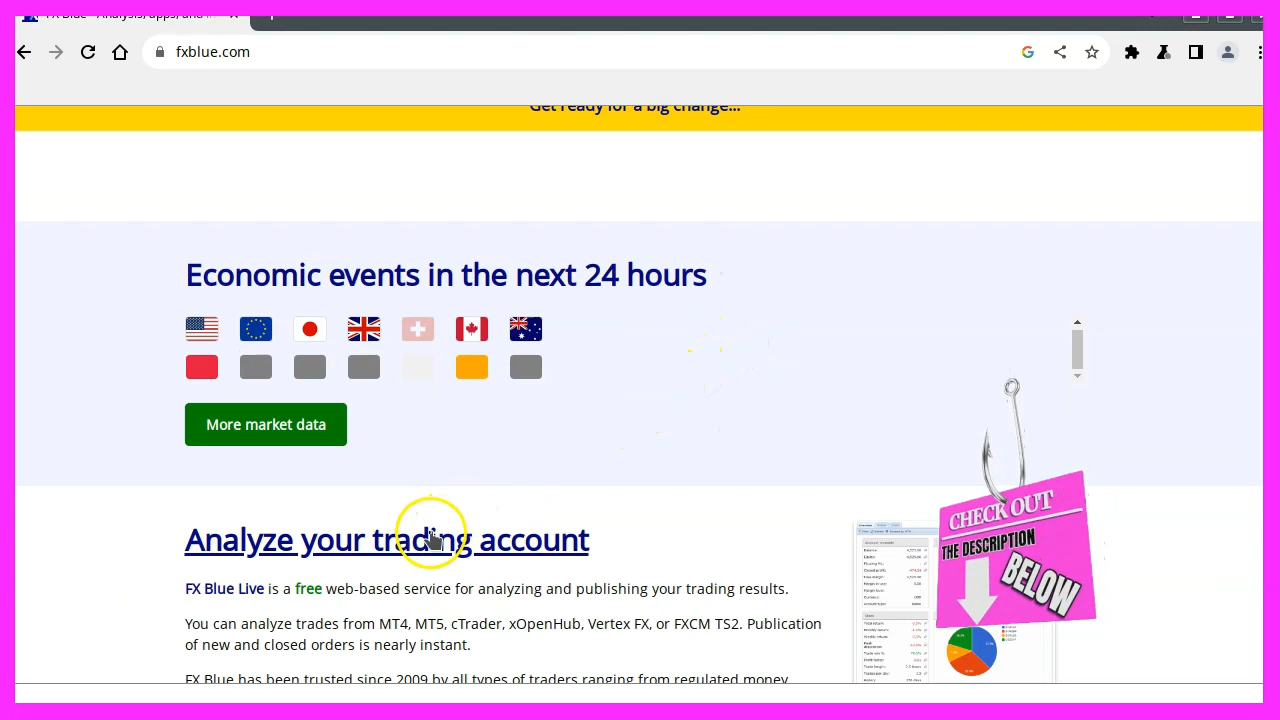 FX Blue - Analysis, apps, and
fxblue.com
Get ready for a big change...
Economic events in the next 24 hours
More market data
Analyze your trading account
FX Blue Live is a free web-based service for analyzing and publishing your trading results.
You can analyze trades from MT4, MT5, cTrader, xOpenHub, Vertex FX, or FXCM TS2. Publication
of new and closed orders is nearly instant.
FX Blue has been trusted since 2009 by all types of traders ranging from regulated money
CHECK OUT
THE DESCRIPTION
BELOW